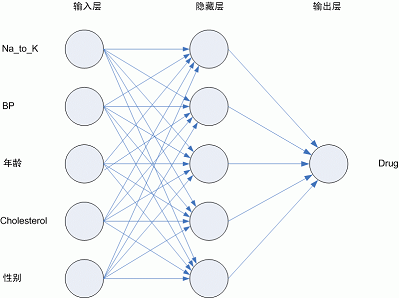 输入层 隐藏层 输出层
Na_to_K
BP
年龄 Drug
Cholesterol
性别